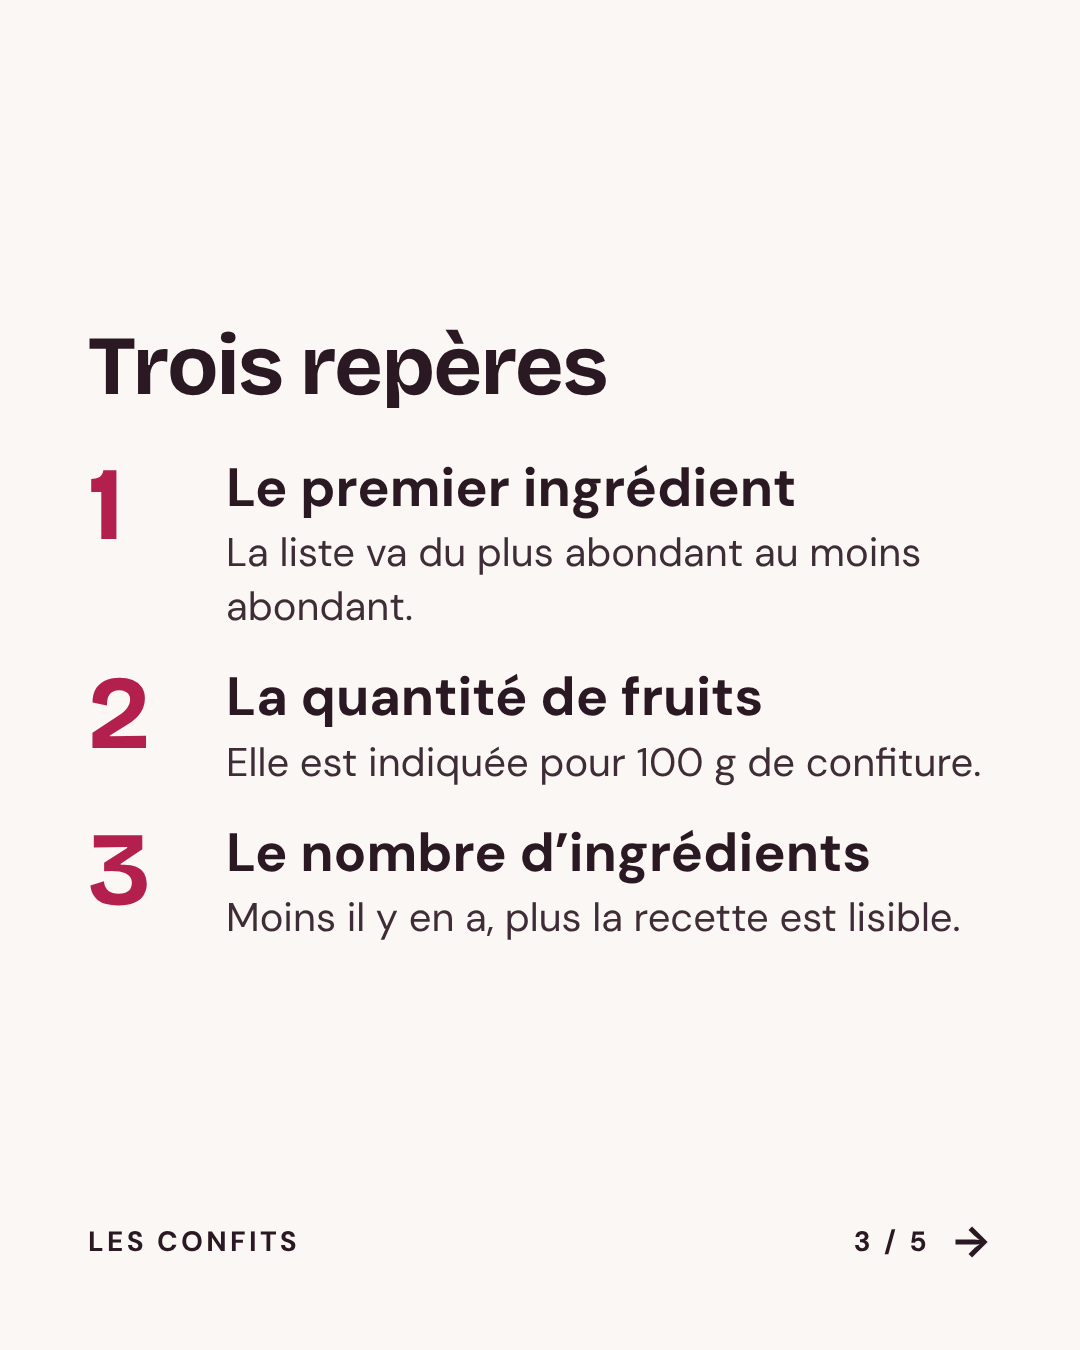 Trois repères
1
Le premier ingrédient
La liste va du plus abondant au moins
abondant.
2
La quantité de fruits
Elle est indiquée pour 100 g de confiture.
3
Le nombre d’ingrédients
Moins il y en a, plus la recette est lisible.
LES CONFITS
3 / 5 →